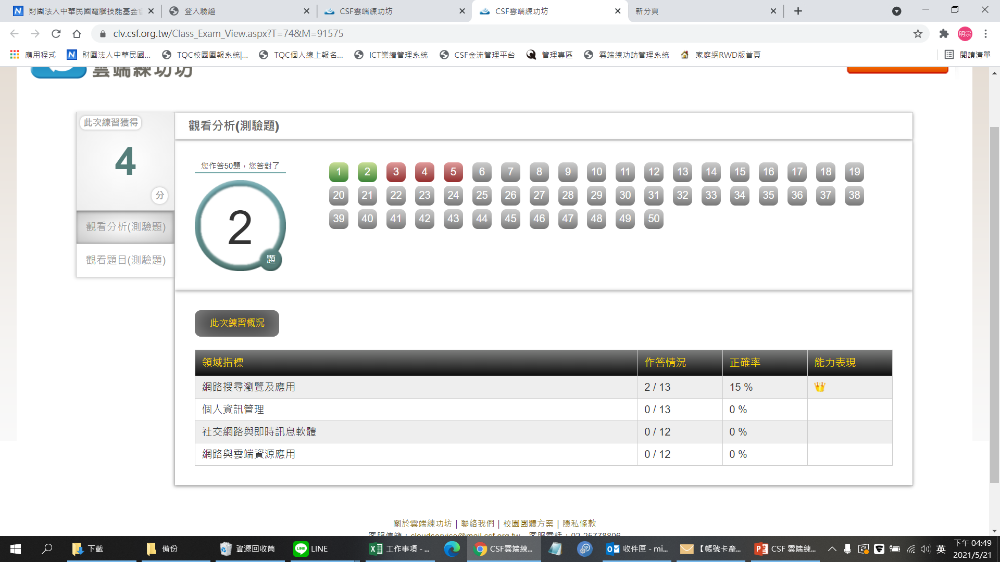 財團法人中華民國電腦技能基金會
登入驗證
CSF雲端練功坊
CSF雲端練功坊
新分頁
clv.csf.org.tw/Class_Exam_View.aspx?T=74&M=91575
明宗
應用程式
財團法人中華民國...
TQC校園團報系統|...
TQC個人線上報名...
ICT業績管理系統
CSF金流管理平台
管理專區
雲端練功訪管理系統
家庭網RWD版首頁
閱讀清單
雲端練功坊
此次練習獲得
4
分
觀看分析(測驗題)
觀看題目(測驗題)
觀看分析(測驗題)
您作答50題，您答對了
2
題
1 2 3 4 5 6 7 8 9 10 11 12 13 14 15 16 17 18 19
20 21 22 23 24 25 26 27 28 29 30 31 32 33 34 35 36 37 38
39 40 41 42 43 44 45 46 47 48 49 50
此次練習概況
領域指標 作答情況 正確率 能力表現
網路搜尋瀏覽及應用 2 / 13 15 %
個人資訊管理 0 / 13 0 %
社交網路與即時訊息軟體 0 / 12 0 %
網路與雲端資源應用 0 / 12 0 %
關於雲端練功坊 | 聯絡我們 | 校園團體方案 | 隱私條款
客服信箱：cloudservice@mail.csf.org.tw 客服電話：02-25778806
下載
備份
資源回收筒
LINE
工作事項 - ...
CSF雲端練...
收件匣 - mi...
【帳號卡產...
CSF 雲端練...
英
下午 04:49
2021/5/21